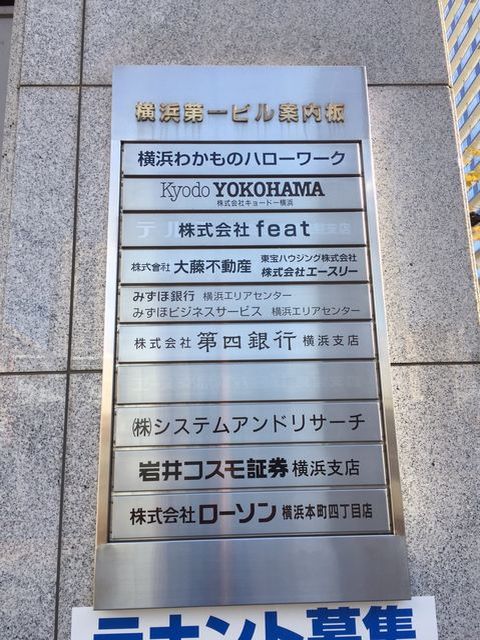 横浜第一ビル案内板
横浜わかものハローワーク
Kyodo YOKOHAMA
株式会社キョードー横浜
株式会社 feat
株式會社 大藤不動産 東宝ハウジング株式会社
株式会社エースリー
みずほ銀行 横浜エリアセンター
みずほビジネスサービス 横浜エリアセンター
株式会社 第四銀行 横浜支店
㈱システムアンドリサーチ
岩井コスモ証券 横浜支店
株式会社ローソン 横浜本町四丁目店
テナント募集